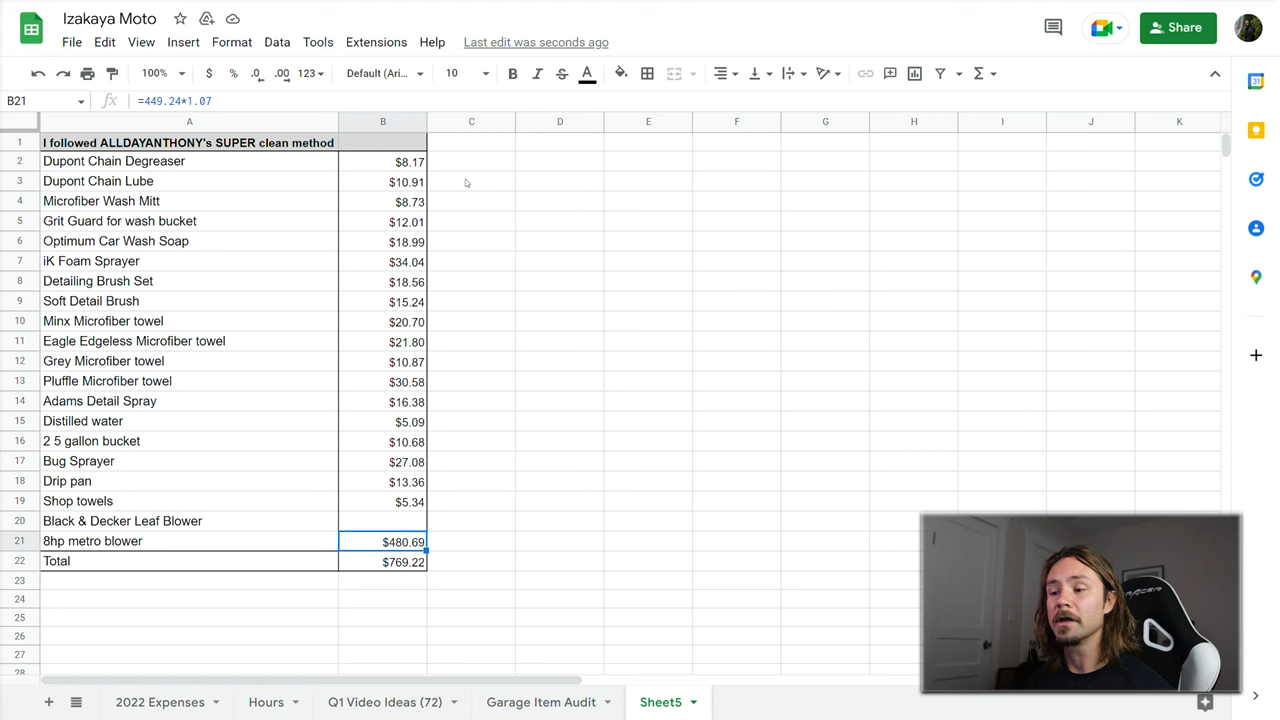 Izakaya Moto
File Edit View Insert Format Data Tools Extensions Help Last edit was seconds ago
Share
100% $ % .0 .00 123 Default (Ari... 10 B I S A Σ
B21 fx =449.24*1.07
A B C D E F G H I J K
1 I followed ALLDAYANTHONY's SUPER clean method
2 Dupont Chain Degreaser $8.17
3 Dupont Chain Lube $10.91
4 Microfiber Wash Mitt $8.73
5 Grit Guard for wash bucket $12.01
6 Optimum Car Wash Soap $18.99
7 iK Foam Sprayer $34.04
8 Detailing Brush Set $18.56
9 Soft Detail Brush $15.24
10 Minx Microfiber towel $20.70
11 Eagle Edgeless Microfiber towel $21.80
12 Grey Microfiber towel $10.87
13 Pluffle Microfiber towel $30.58
14 Adams Detail Spray $16.38
15 Distilled water $5.09
16 2 5 gallon bucket $10.68
17 Bug Sprayer $27.08
18 Drip pan $13.36
19 Shop towels $5.34
20 Black & Decker Leaf Blower
21 8hp metro blower $480.69
22 Total $769.22
23
24
25
26
27
28
2022 Expenses Hours Q1 Video Ideas (72) Garage Item Audit Sheet5